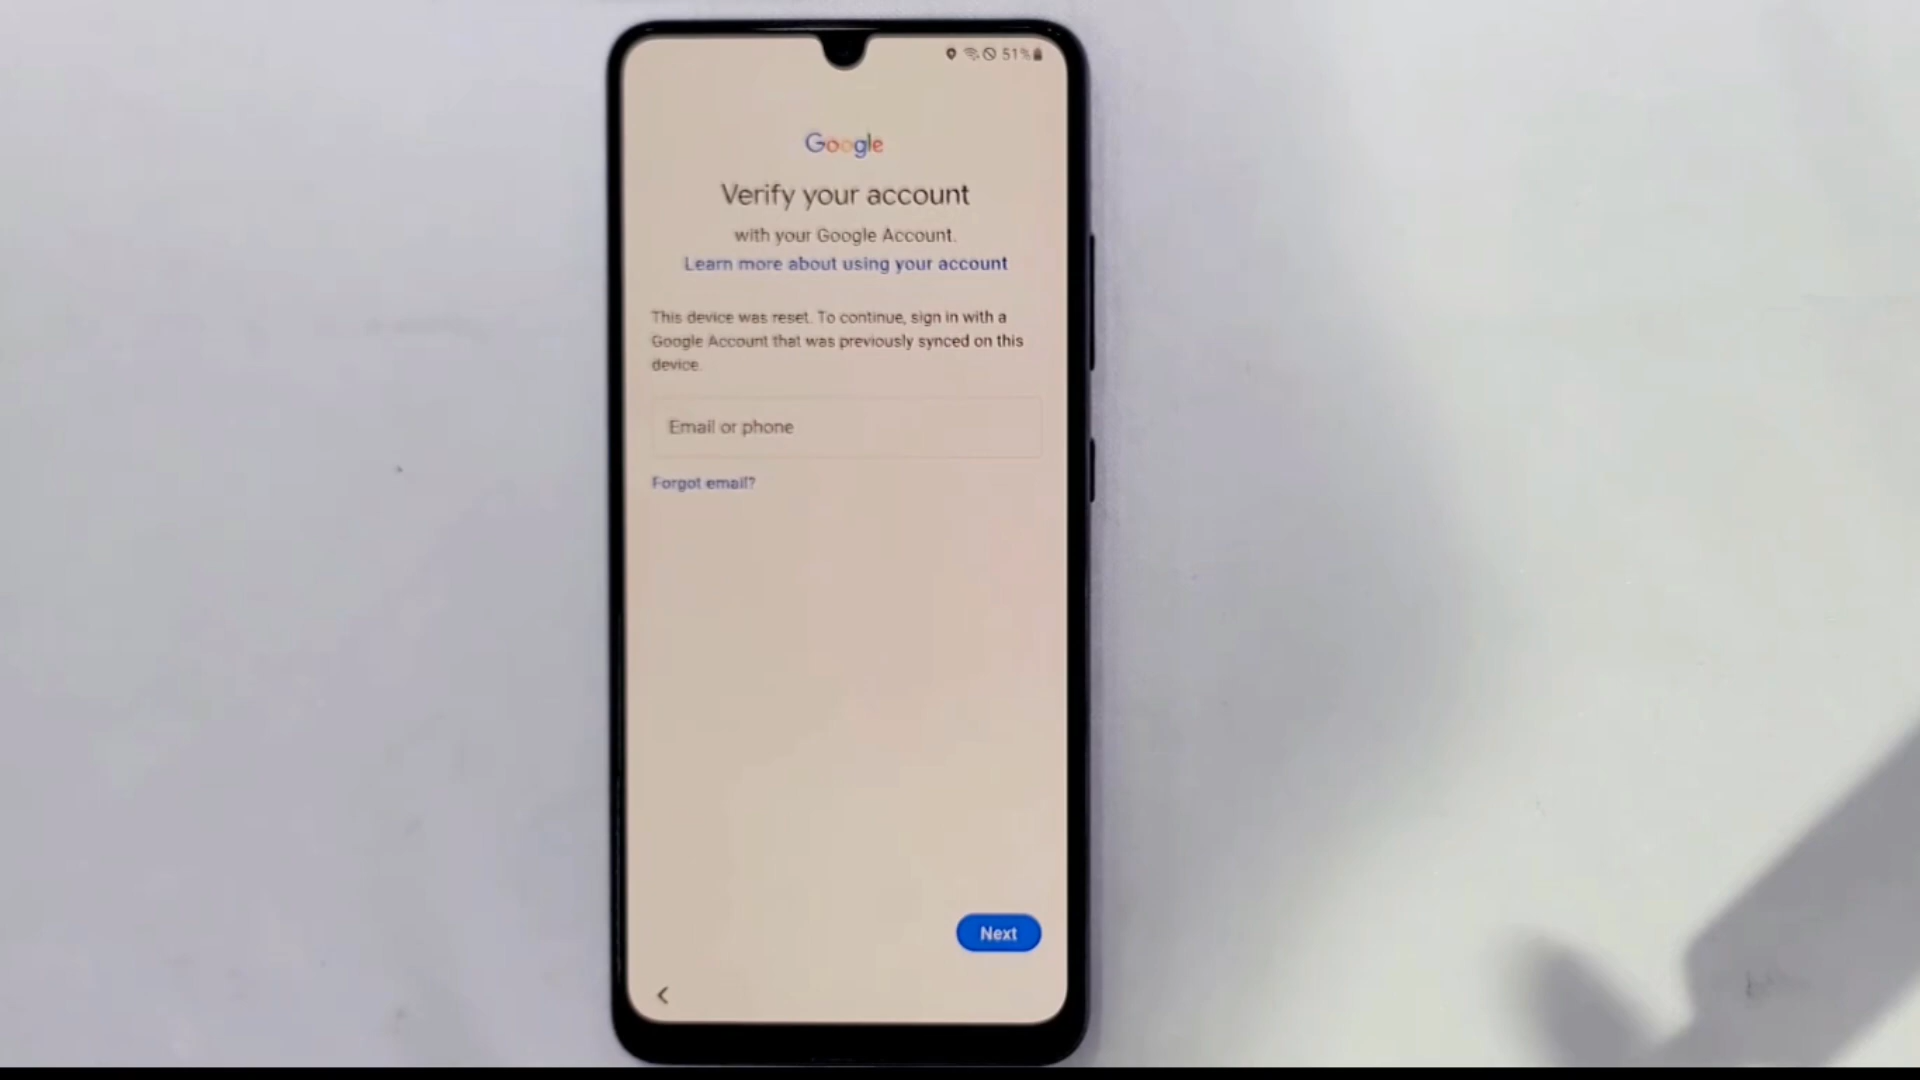 51%
Google
Verify your account
with your Google Account.
Learn more about using your account
This device was reset. To continue, sign in with a
Google Account that was previously synced on this
device.
Email or phone
Forgot email?
Next